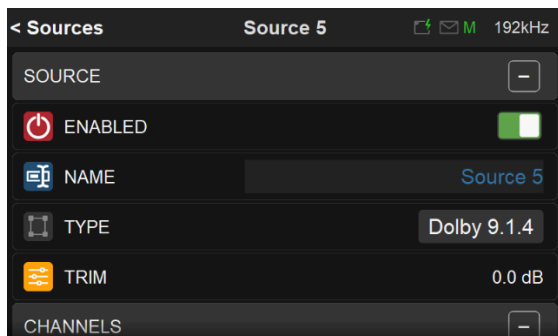 < Sources Source 5 M 192kHz
SOURCE
ENABLED
NAME Source 5
TYPE Dolby 9.1.4
TRIM 0.0 dB
CHANNELS